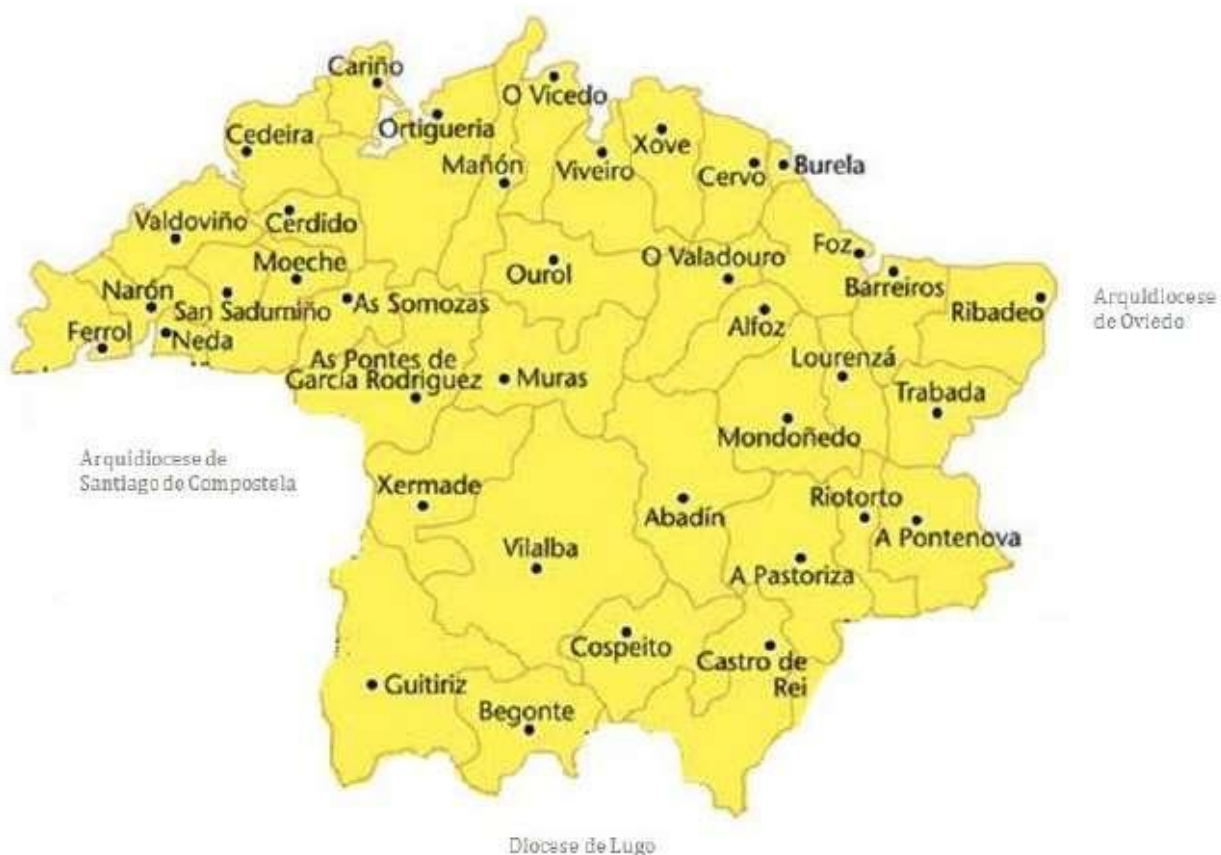 Cariño
O Vicedo
Ortigueria
Cedeira
Xove
Mañón
Viveiro
Cervo
Burela
Valdoviño
Cerdido
Moeche
Ourol
O Valadouro
Foz
Barreiros
Narón
San Sadurniño
As Somozas
Ribadeo
Arquidiocese
de Oviedo
Ferrol
Neda
Alfoz
As Pontes de
García Rodriguez
Muras
Lourenzá
Trabada
Mondoñedo
Arquidiocese de
Santiago de Compostela
Xermade
Abadín
Riotorto
A Pontenova
Vilalba
A Pastoriza
Cospeito
Castro de
Rei
Guitiriz
Begonte
Diocese de Lugo